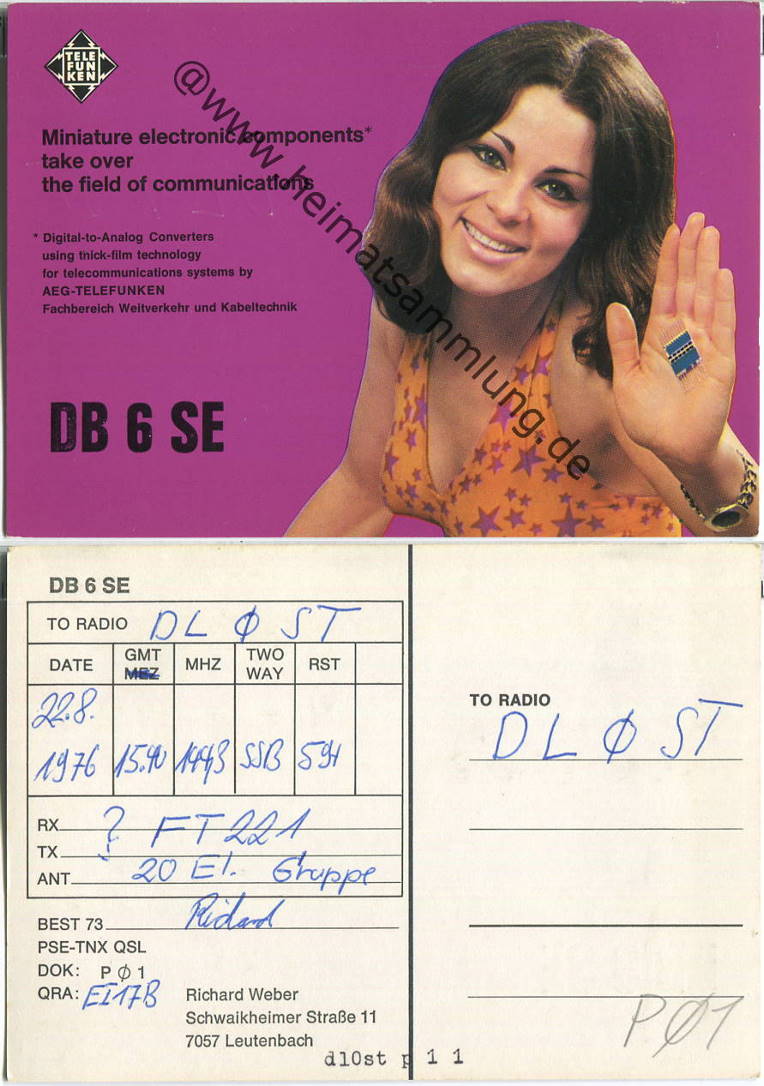 TELE
FUN
KEN
Miniature electronic components*
take over
the field of communications
* Digital-to-Analog Converters
using thick-film technology
for telecommunications systems by
AEG-TELEFUNKEN
Fachbereich Weitverkehr und Kabeltechnik
DB 6 SE
@www.heimatsammlung.de
DB 6 SE
TO RADIO DL Ø ST
DATE GMT MEZ MHZ TWO WAY RST
22.8.
1976 15.40 144,3 SSB 59+
RX ? FT 221
TX
ANT 20 El. Gruppe
BEST 73 Richard
PSE-TNX QSL
DOK: P Ø 1
QRA: EI17B
Richard Weber
Schwaikheimer Straße 11
7057 Leutenbach
TO RADIO
DL Ø ST
PØ1
dl0st p 1 1